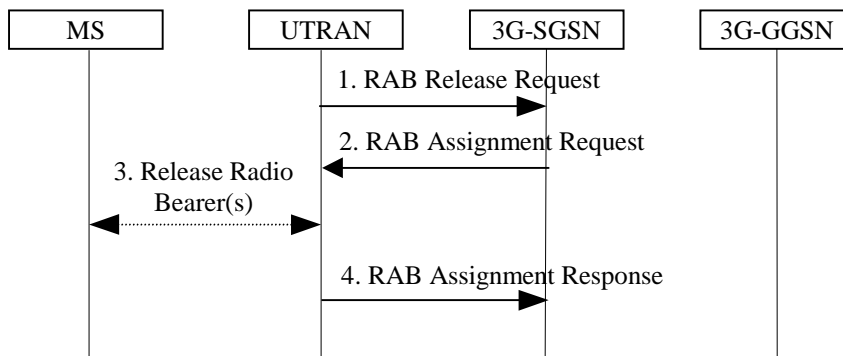 MS
UTRAN
3G-SGSN
3G-GGSN
1. RAB Release Request
2. RAB Assignment Request
3. Release Radio
Bearer(s)
4. RAB Assignment Response